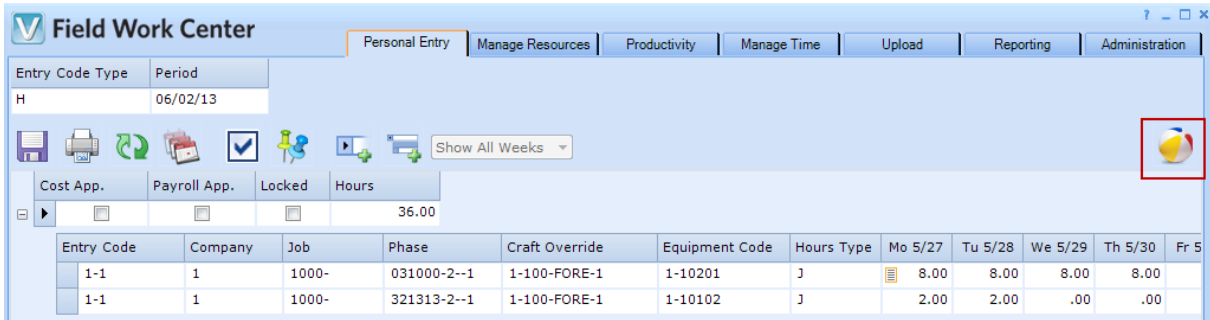 ? _ □ ×
V Field Work Center
Personal Entry Manage Resources Productivity Manage Time Upload Reporting Administration
Entry Code Type Period
H 06/02/13
Show All Weeks
Cost App. Payroll App. Locked Hours
36.00
Entry Code Company Job Phase Craft Override Equipment Code Hours Type Mo 5/27 Tu 5/28 We 5/29 Th 5/30 Fr 5
1-1 1 1000- 031000-2--1 1-100-FORE-1 1-10201 J 8.00 8.00 8.00 8.00
1-1 1 1000- 321313-2--1 1-100-FORE-1 1-10102 J 2.00 2.00 .00 .00